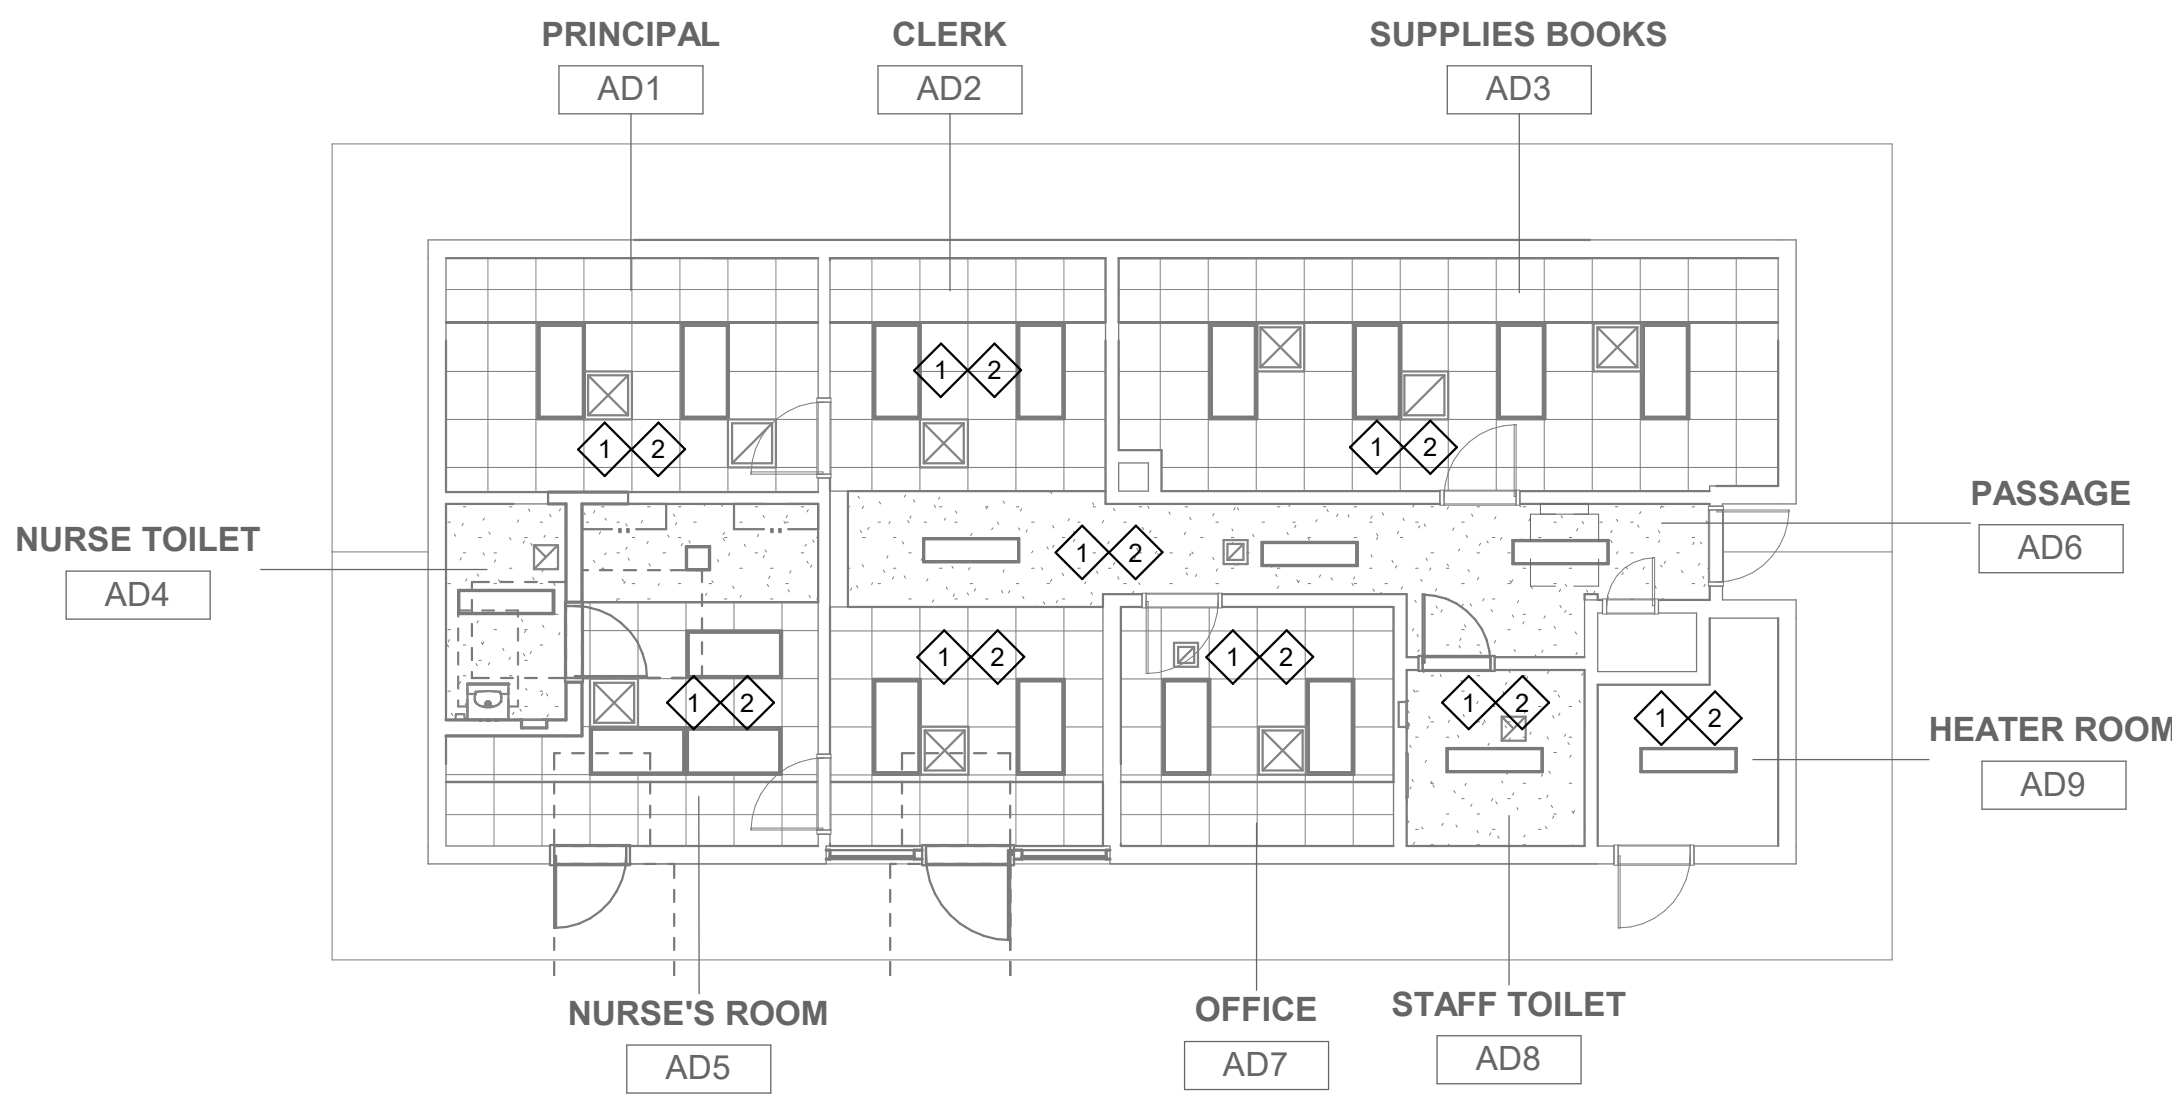 PRINCIPAL
CLERK
SUPPLIES BOOKS
AD1
AD2
AD3
1 2
1 2
1 2
PASSAGE
NURSE TOILET
AD6
1 2
AD4
1 2
1 2
1 2
1 2
1 2
HEATER ROOM
AD9
NURSE'S ROOM
OFFICE
STAFF TOILET
AD5
AD7
AD8